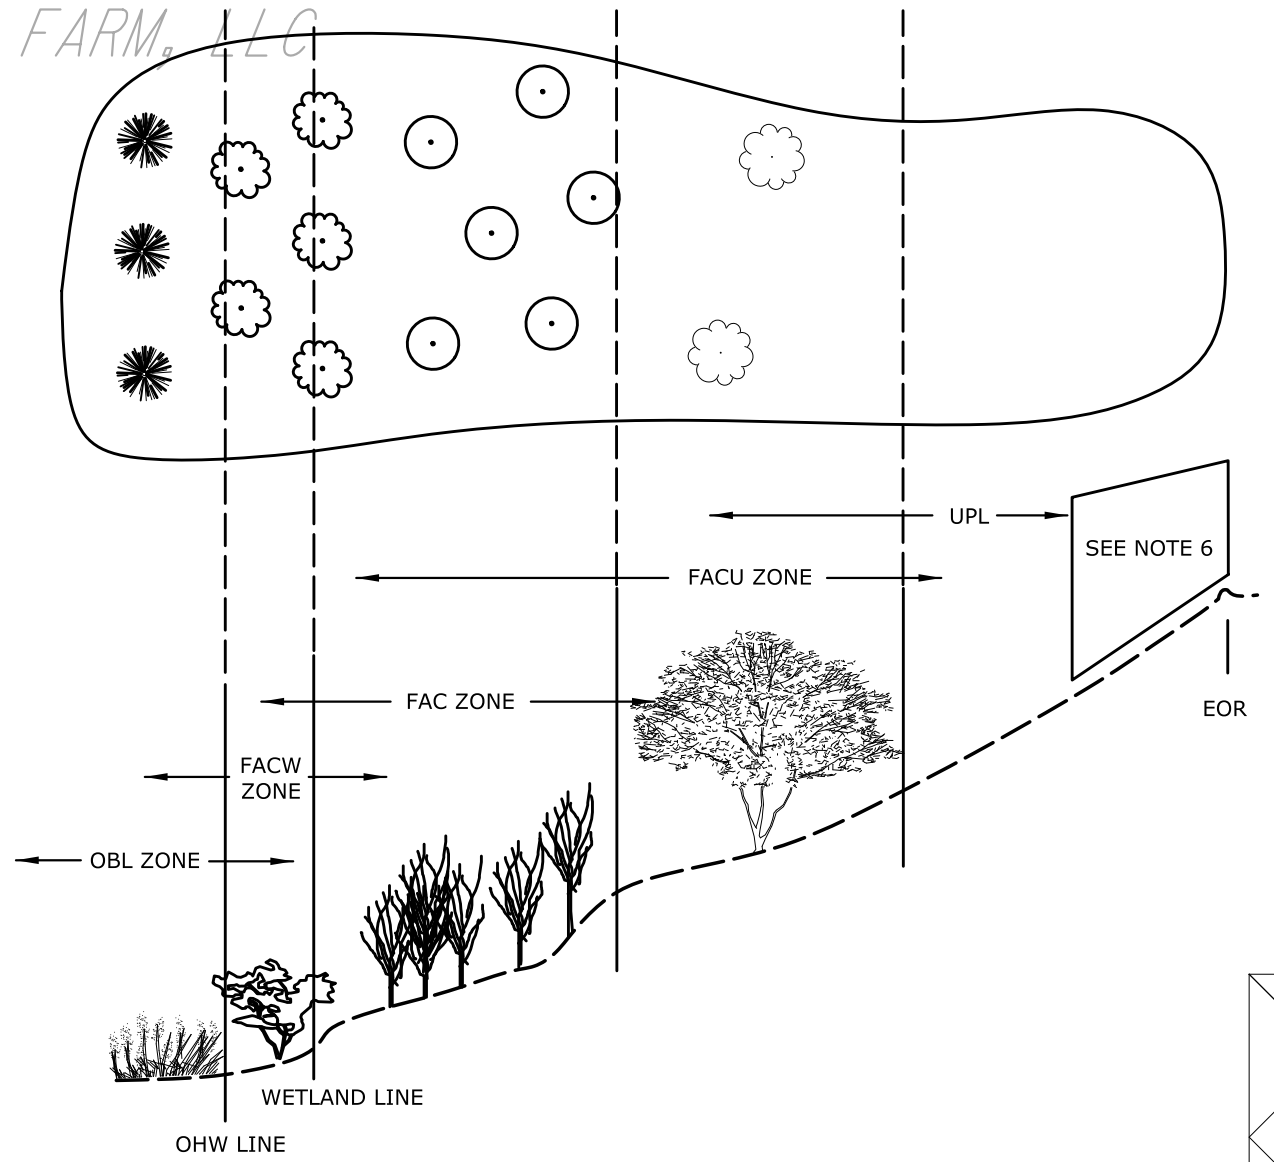 FARM, LLC
UPL
SEE NOTE 6
FACU ZONE
FAC ZONE
EOR
FACW
ZONE
OBL ZONE
WETLAND LINE
OHW LINE